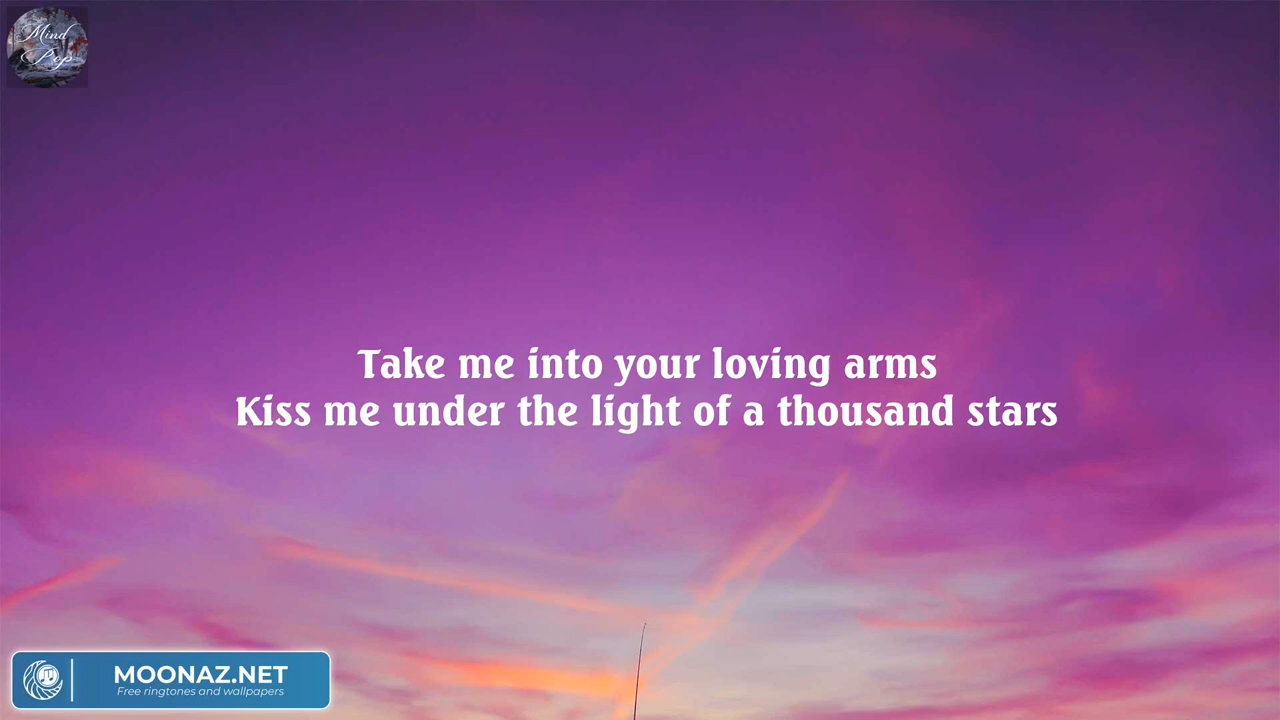 Mind
Pop
Take me into your loving arms
Kiss me under the light of a thousand stars
MOONAZ.NET
Free ringtones and wallpapers